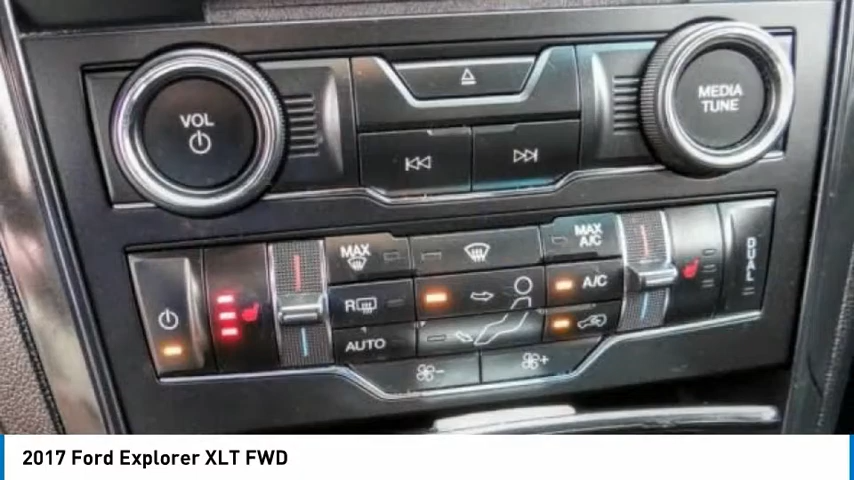 VOL
MEDIA
TUNE
MAX
MAX
A/C
R
A/C
AUTO
DUAL
2017 Ford Explorer XLT FWD